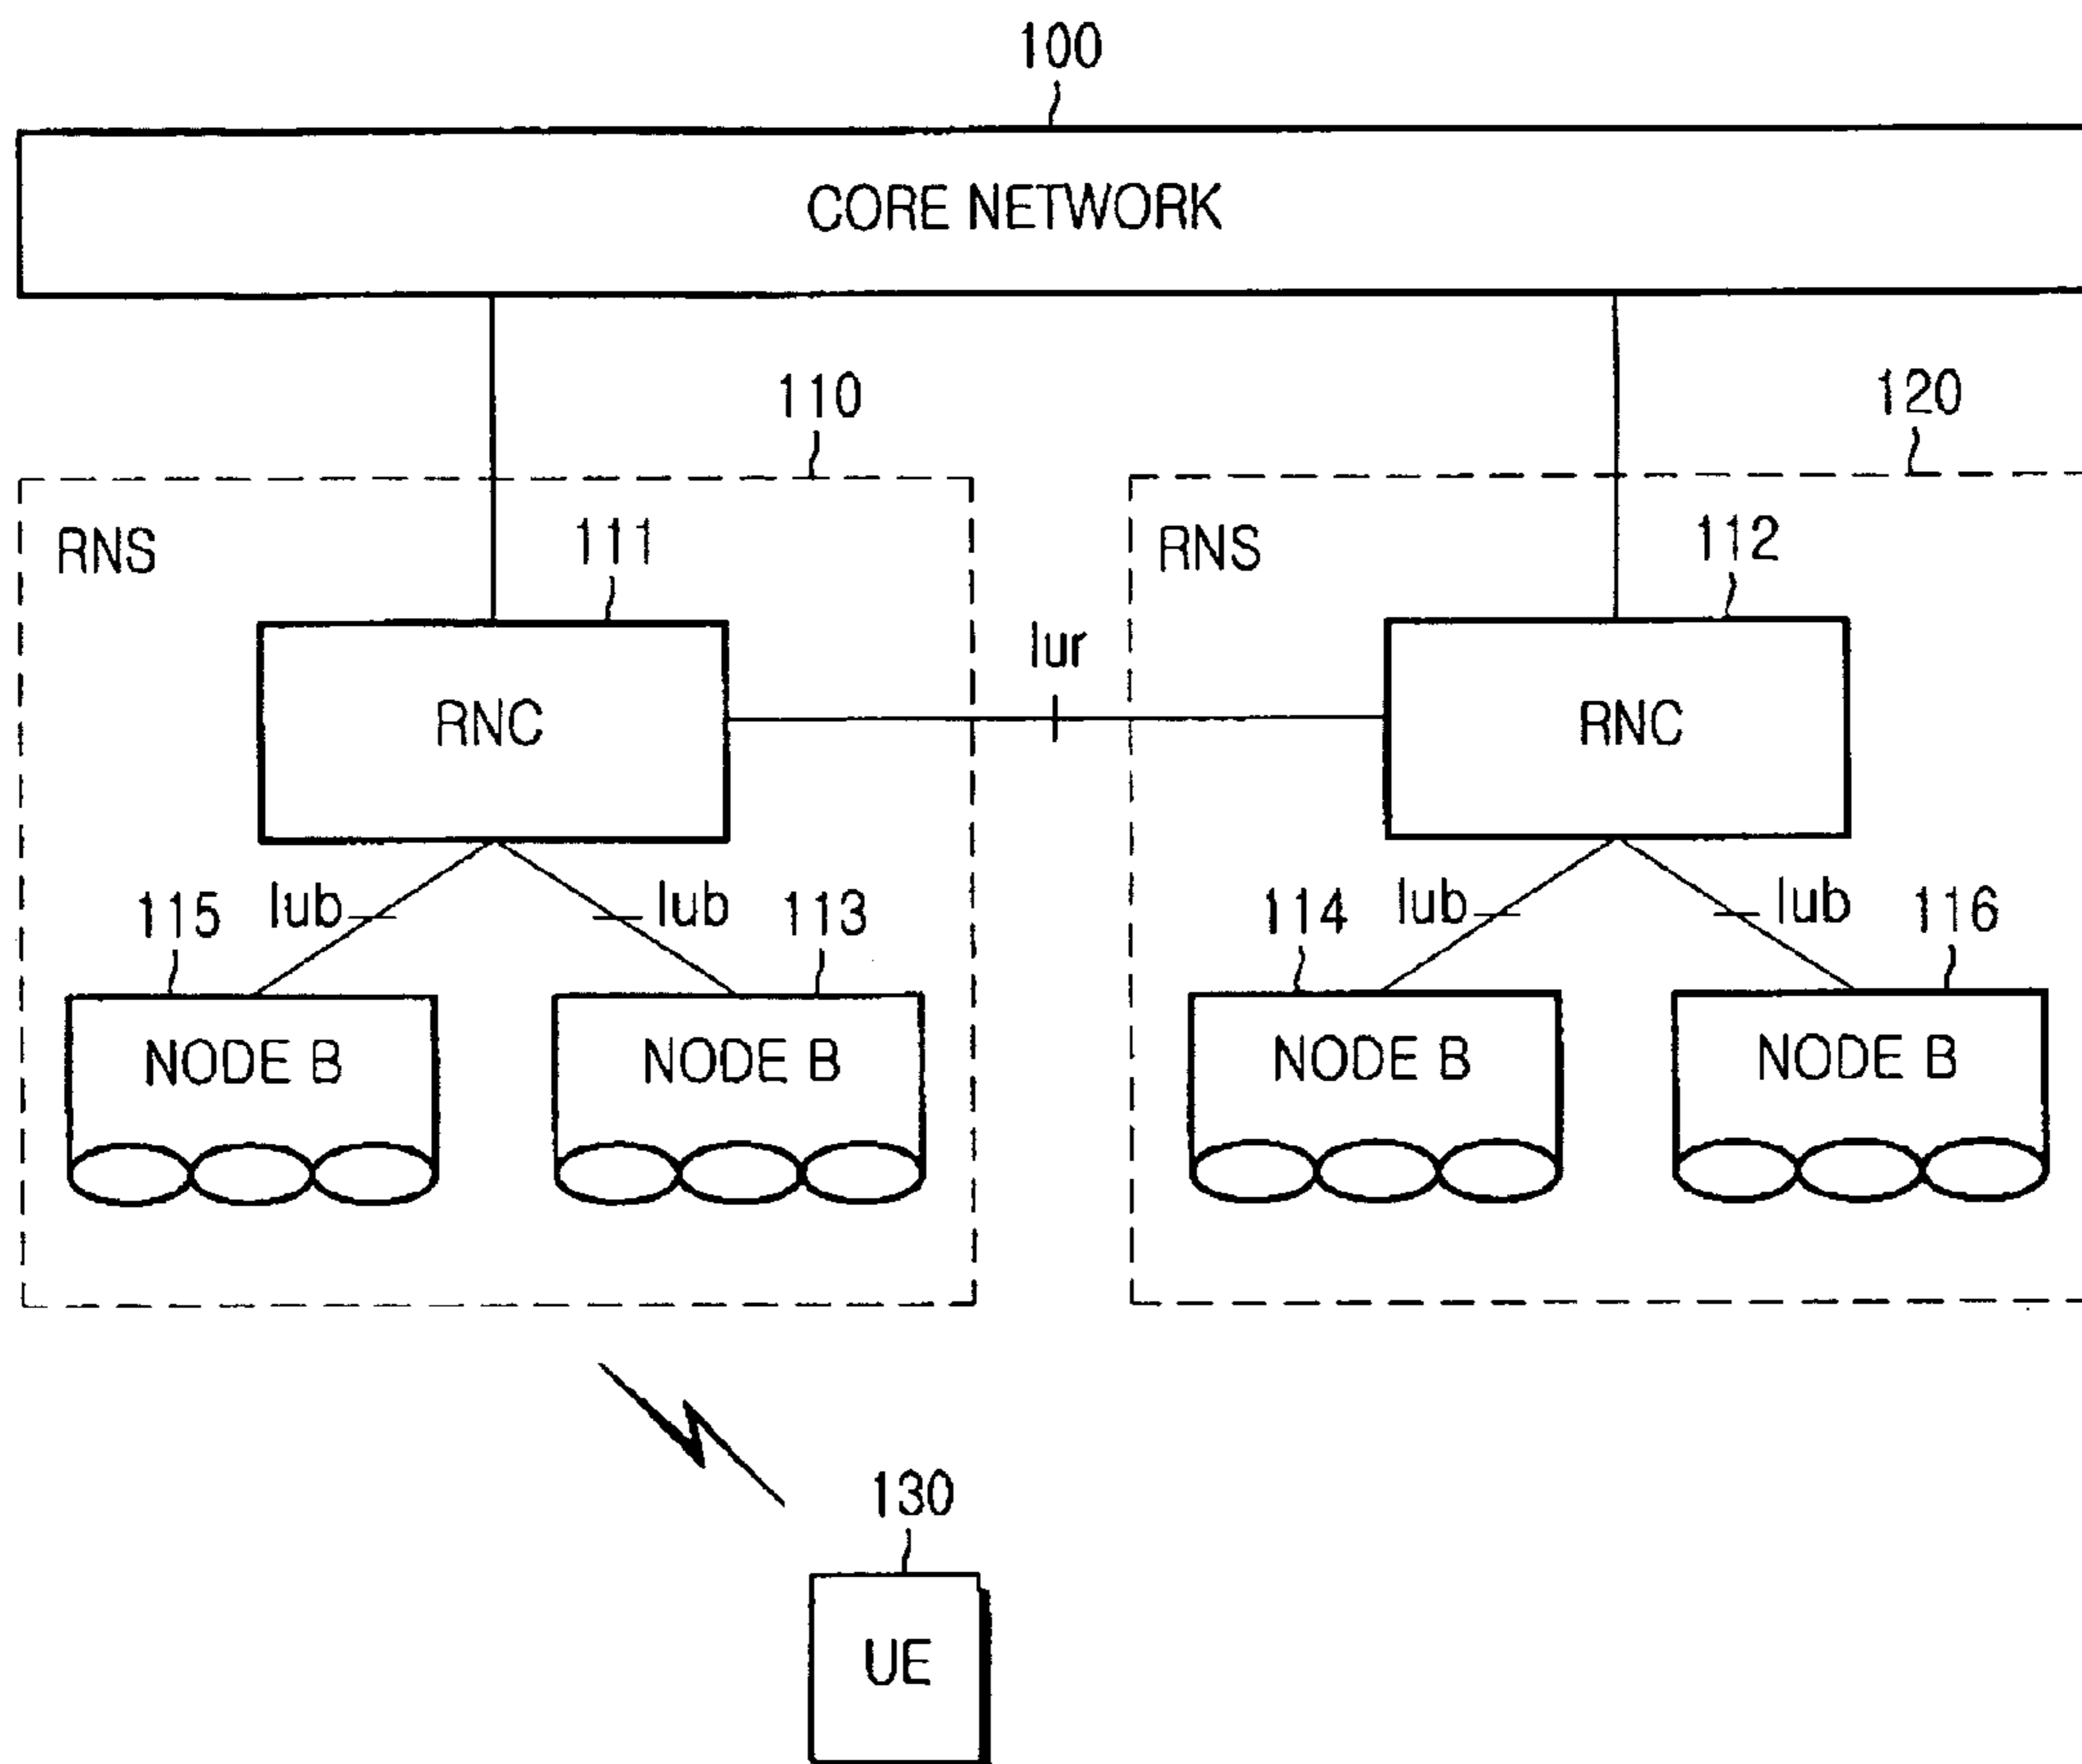 100
CORE NETWORK
110
120
RNS
111
RNS
112
Iur
RNC
RNC
115
Iub
Iub
113
114
Iub
Iub
116
NODE B
NODE B
NODE B
NODE B
130
UE